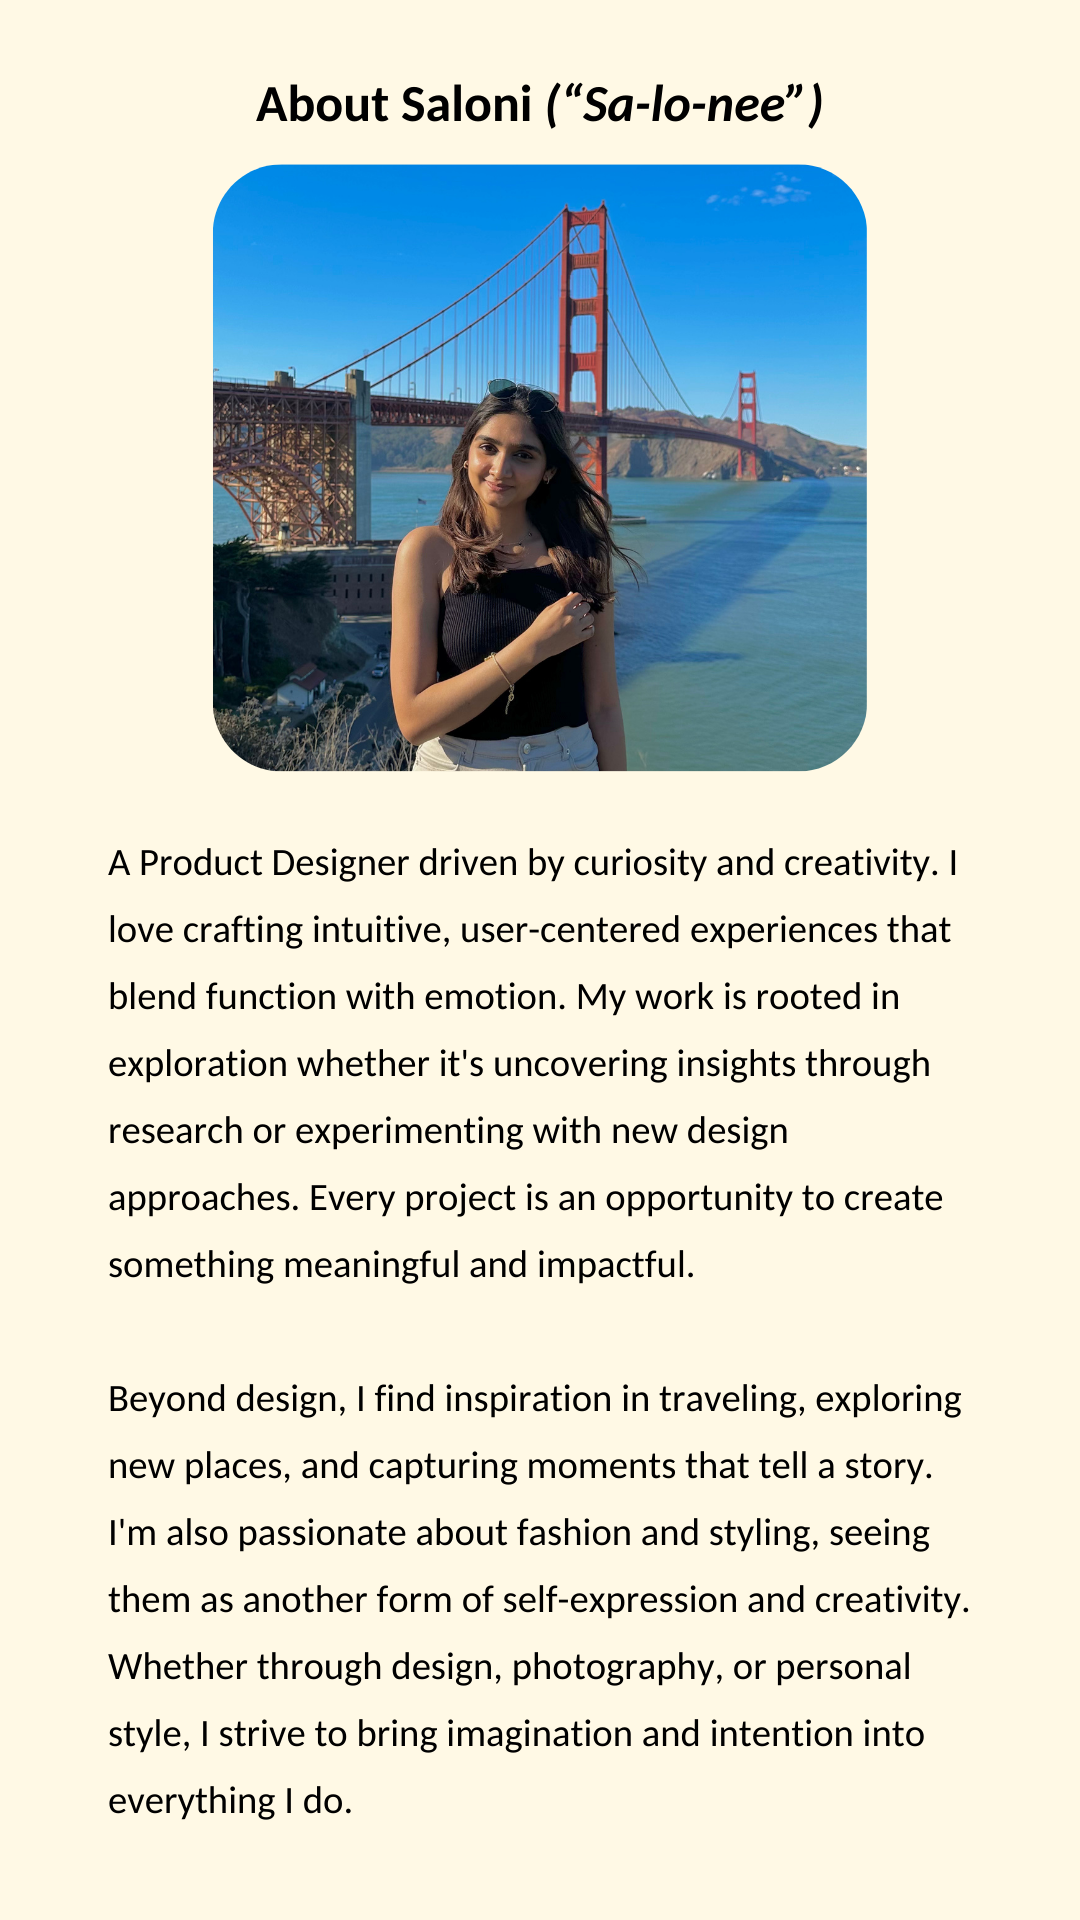 About Saloni (“Sa-lo-nee”)
A Product Designer driven by curiosity and creativity. I
love crafting intuitive, user-centered experiences that
blend function with emotion. My work is rooted in
exploration whether it's uncovering insights through
research or experimenting with new design
approaches. Every project is an opportunity to create
something meaningful and impactful.
Beyond design, I find inspiration in traveling, exploring
new places, and capturing moments that tell a story.
I'm also passionate about fashion and styling, seeing
them as another form of self-expression and creativity.
Whether through design, photography, or personal
style, I strive to bring imagination and intention into
everything I do.